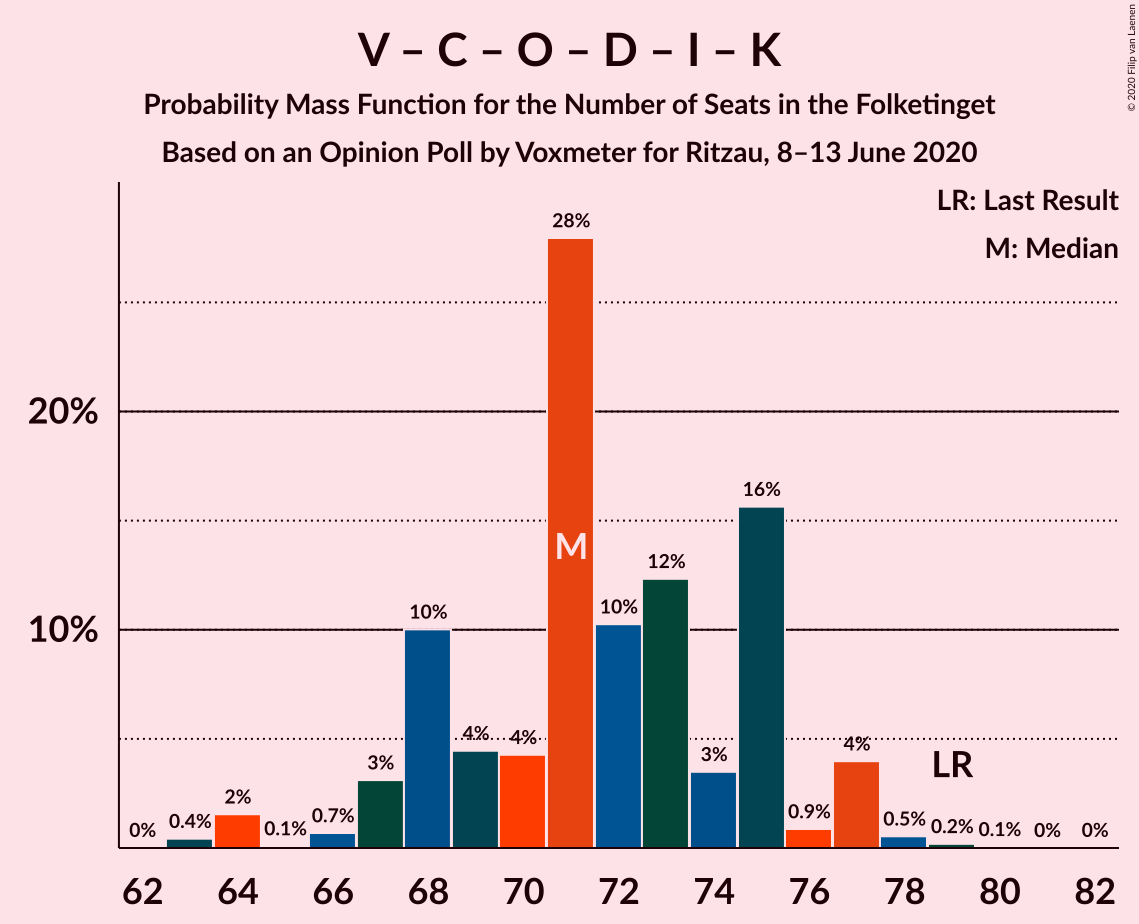 V – C – O – D – I – K
Probability Mass Function for the Number of Seats in the Folketinget
Based on an Opinion Poll by Voxmeter for Ritzau, 8–13 June 2020
© 2020 Filip van Laenen
LR: Last Result
M: Median
20%
10%
0%
0.4%
2%
0.1%
0.7%
3%
10%
4%
4%
28%
M
10%
12%
3%
16%
0.9%
4%
0.5%
LR
0.2%
0.1%
0%
0%
62 64 66 68 70 72 74 76 78 80 82